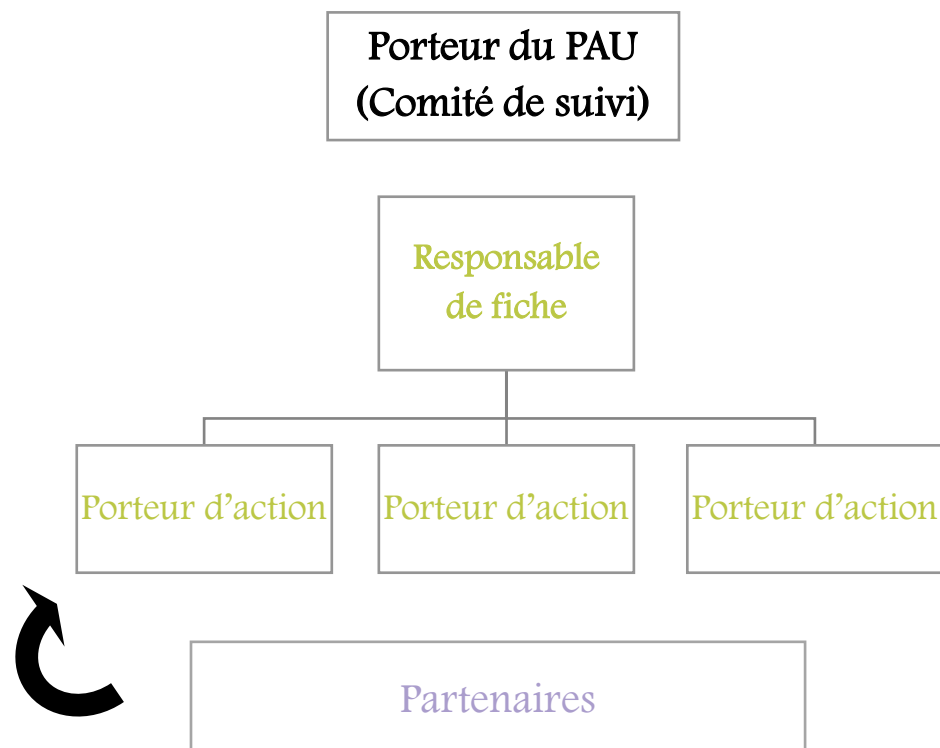 Porteur du PAU
(Comité de suivi)
Responsable
de fiche
Porteur d’action
Porteur d’action
Porteur d’action
Partenaires